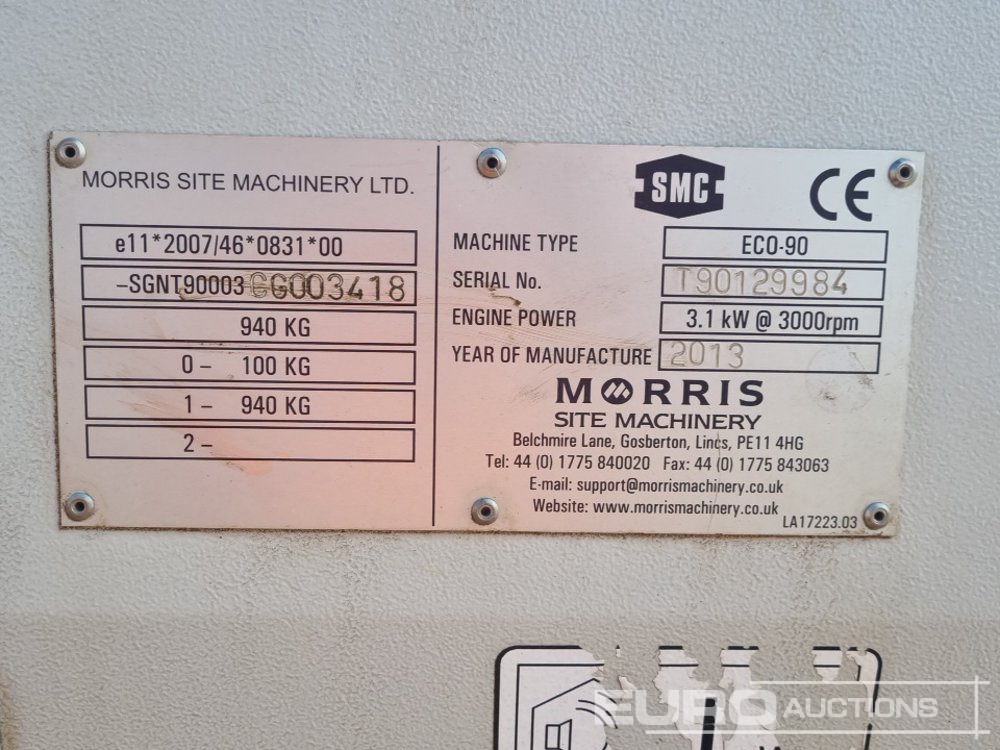 MORRIS SITE MACHINERY LTD.
e11*2007/46*0831*00
–SGNT90003GG003418
940 KG
0 – 100 KG
1 – 940 KG
2 –
SMC
CE
MACHINE TYPE ECO-90
SERIAL No. T90129984
ENGINE POWER 3.1 kW @ 3000rpm
YEAR OF MANUFACTURE 2013
MORRIS
SITE MACHINERY
Belchmire Lane, Gosberton, Lincs, PE11 4HG
Tel: 44 (0) 1775 840020 Fax: 44 (0) 1775 843063
E-mail: support@morrismachinery.co.uk
Website: www.morrismachinery.co.uk
LA17223.03
EURO AUCTIONS